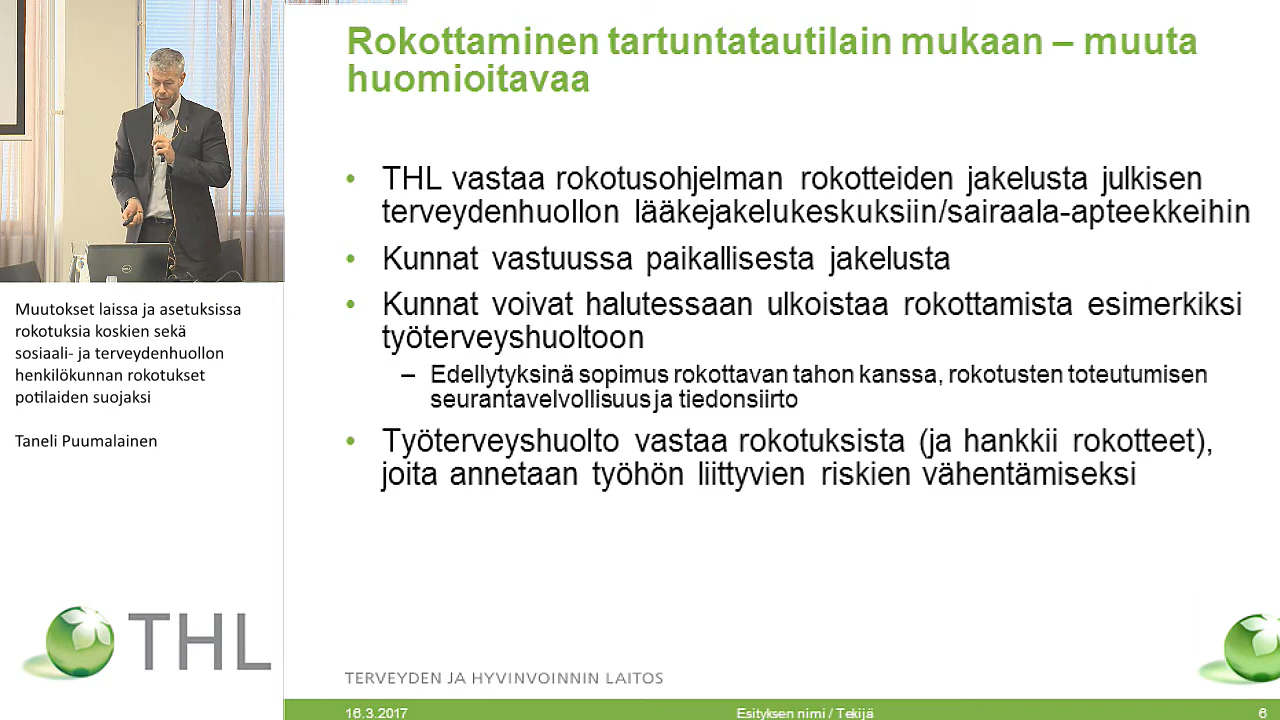 Rokottaminen tartuntatautilain mukaan – muuta
huomioitavaa
• THL vastaa rokotusohjelman rokotteiden jakelusta julkisen
terveydenhuollon lääkejakelukeskuksiin/sairaala-apteekkeihin
• Kunnat vastuussa paikallisesta jakelusta
• Kunnat voivat halutessaan ulkoistaa rokottamista esimerkiksi
työterveyshuoltoon
– Edellytyksinä sopimus rokottavan tahon kanssa, rokotusten toteutumisen
seurantavelvollisuus ja tiedonsiirto
• Työterveyshuolto vastaa rokotuksista (ja hankkii rokotteet),
joita annetaan työhön liittyvien riskien vähentämiseksi
Muutokset laissa ja asetuksissa
rokotuksia koskien sekä
sosiaali- ja terveydenhuollon
henkilökunnan rokotukset
potilaiden suojaksi
Taneli Puumalainen
THL
TERVEYDEN JA HYVINVOINNIN LAITOS
16.3.2017
Esityksen nimi / Tekijä
6